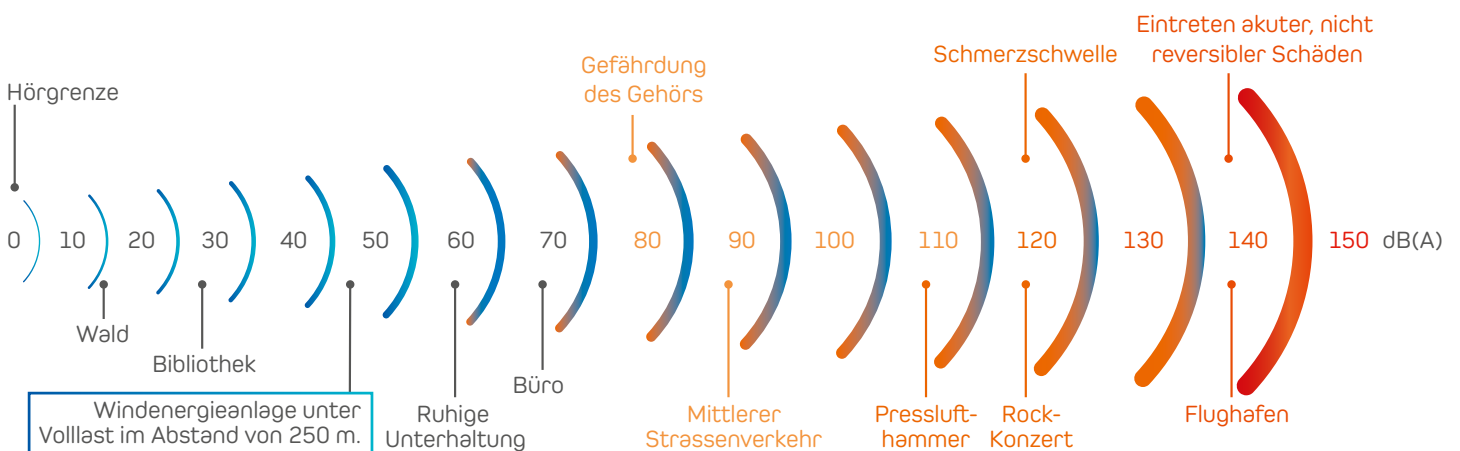 Eintreten akuter, nicht
reversibler Schäden
Schmerzschwelle
Gefährdung
des Gehörs
Hörgrenze
0 10 20 30 40 50 60 70 80 90 100 110 120 130 140 150 dB(A)
Wald
Bibliothek
Windenergieanlage unter
Volllast im Abstand von 250 m.
Ruhige
Unterhaltung
Büro
Mittlerer
Strassenverkehr
Pressluft-
hammer
Rock-
Konzert
Flughafen